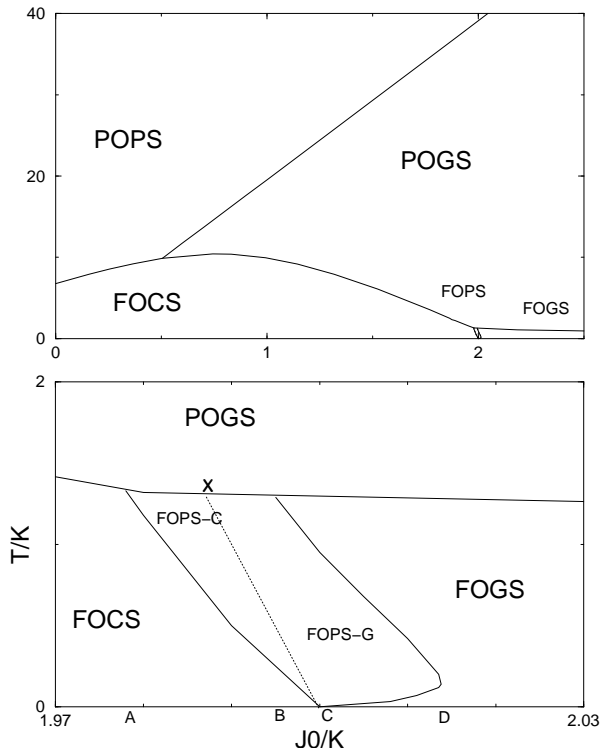 40
POPS
POGS
20
FOPS
FOCS
FOGS
0
0 1 2
2
POGS
X
FOPS-C
T/K
FOGS
FOCS
FOPS-G
0
1.97 A B C D 2.03
J0/K